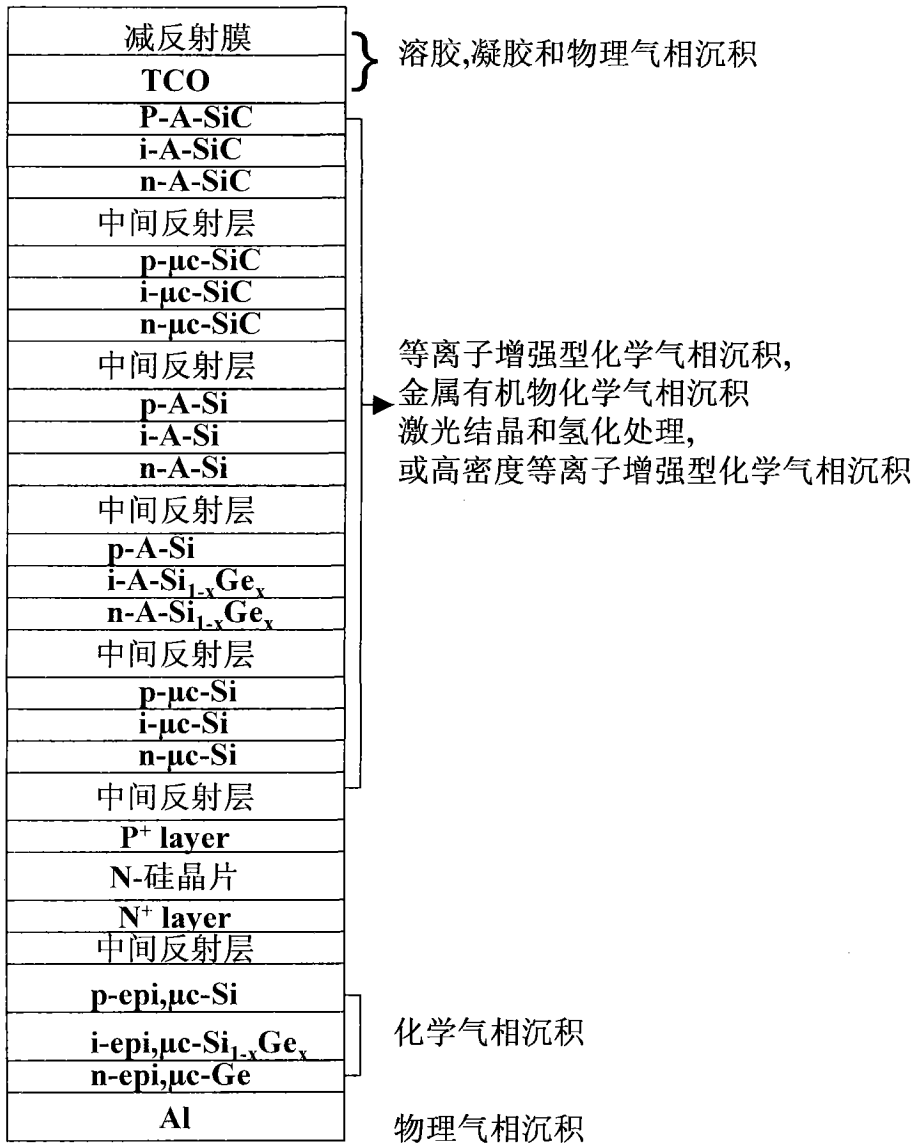 减反射膜
TCO
溶胶,凝胶和物理气相沉积
P-A-SiC
i-A-SiC
n-A-SiC
中间反射层
p-μc-SiC
i-μc-SiC
n-μc-SiC
中间反射层
p-A-Si
i-A-Si
n-A-Si
等离子增强型化学气相沉积,
金属有机物化学气相沉积
激光结晶和氢化处理,
或高密度等离子增强型化学气相沉积
中间反射层
p-A-Si
i-A-Si₁₋ₓGeₓ
n-A-Si₁₋ₓGeₓ
中间反射层
p-μc-Si
i-μc-Si
n-μc-Si
中间反射层
P⁺ layer
N-硅晶片
N⁺ layer
中间反射层
p-epi,μc-Si
i-epi,μc-Si₁₋ₓGeₓ
n-epi,μc-Ge
化学气相沉积
Al
物理气相沉积